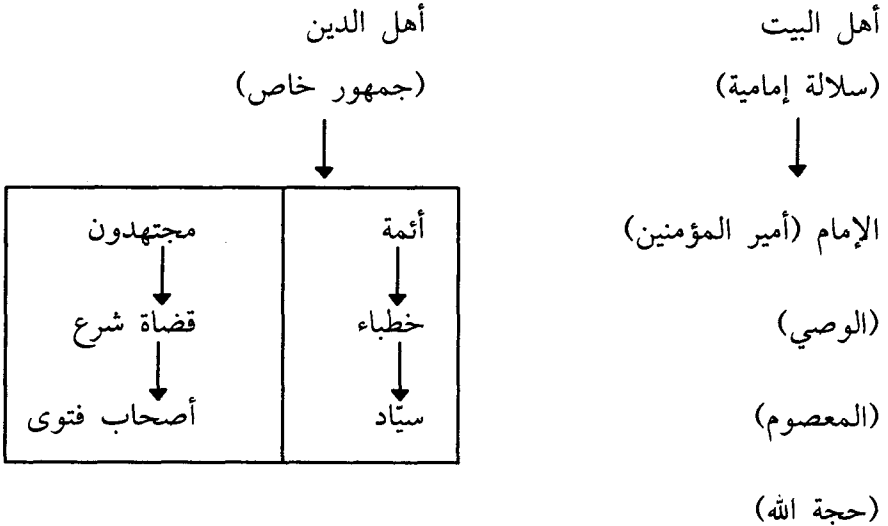 أهل البيت أهل الدين
(سلالة إمامية) (جمهور خاص)
الإمام (أمير المؤمنين) أئمة مجتهدون
(الوصي) خطباء قضاة شرع
(المعصوم) سيّاد أصحاب فتوى
(حجة الله)